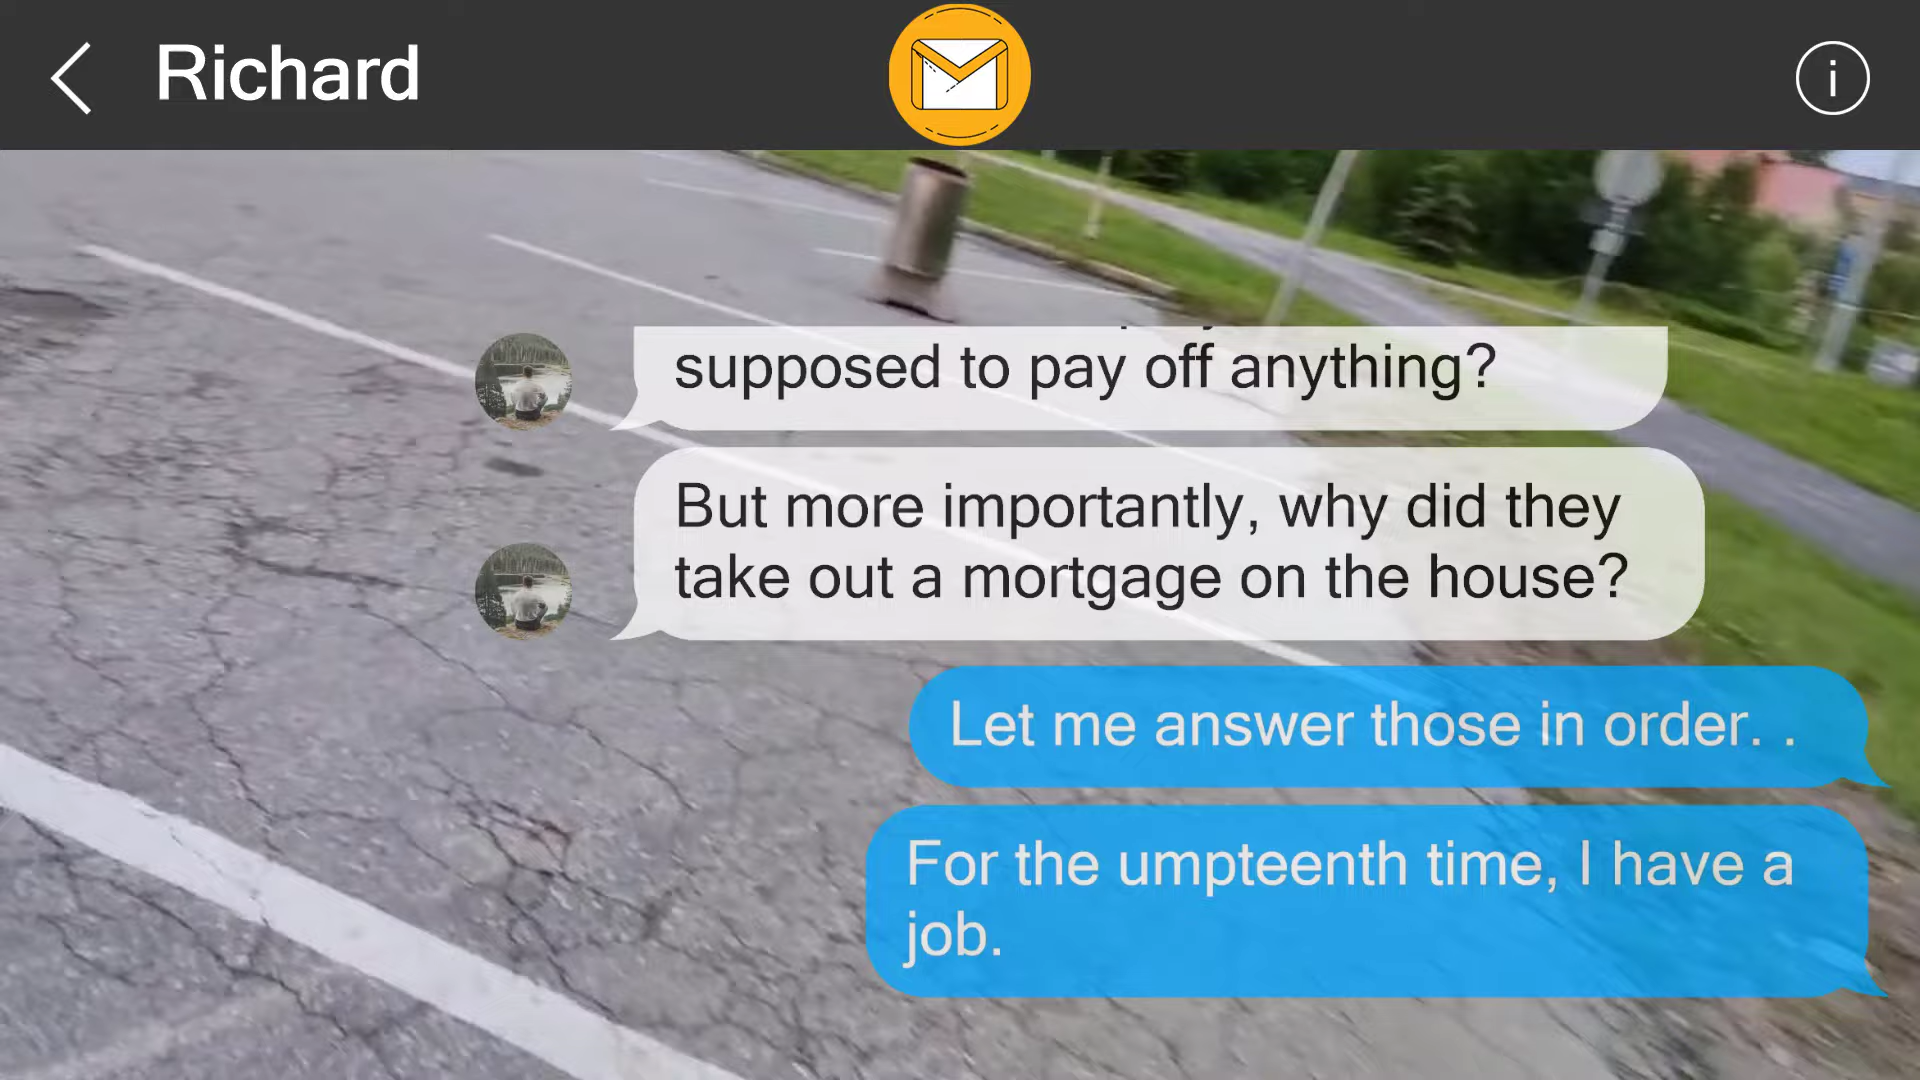 Richard
supposed to pay off anything?
But more importantly, why did they
take out a mortgage on the house?
Let me answer those in order. .
For the umpteenth time, I have a
job.